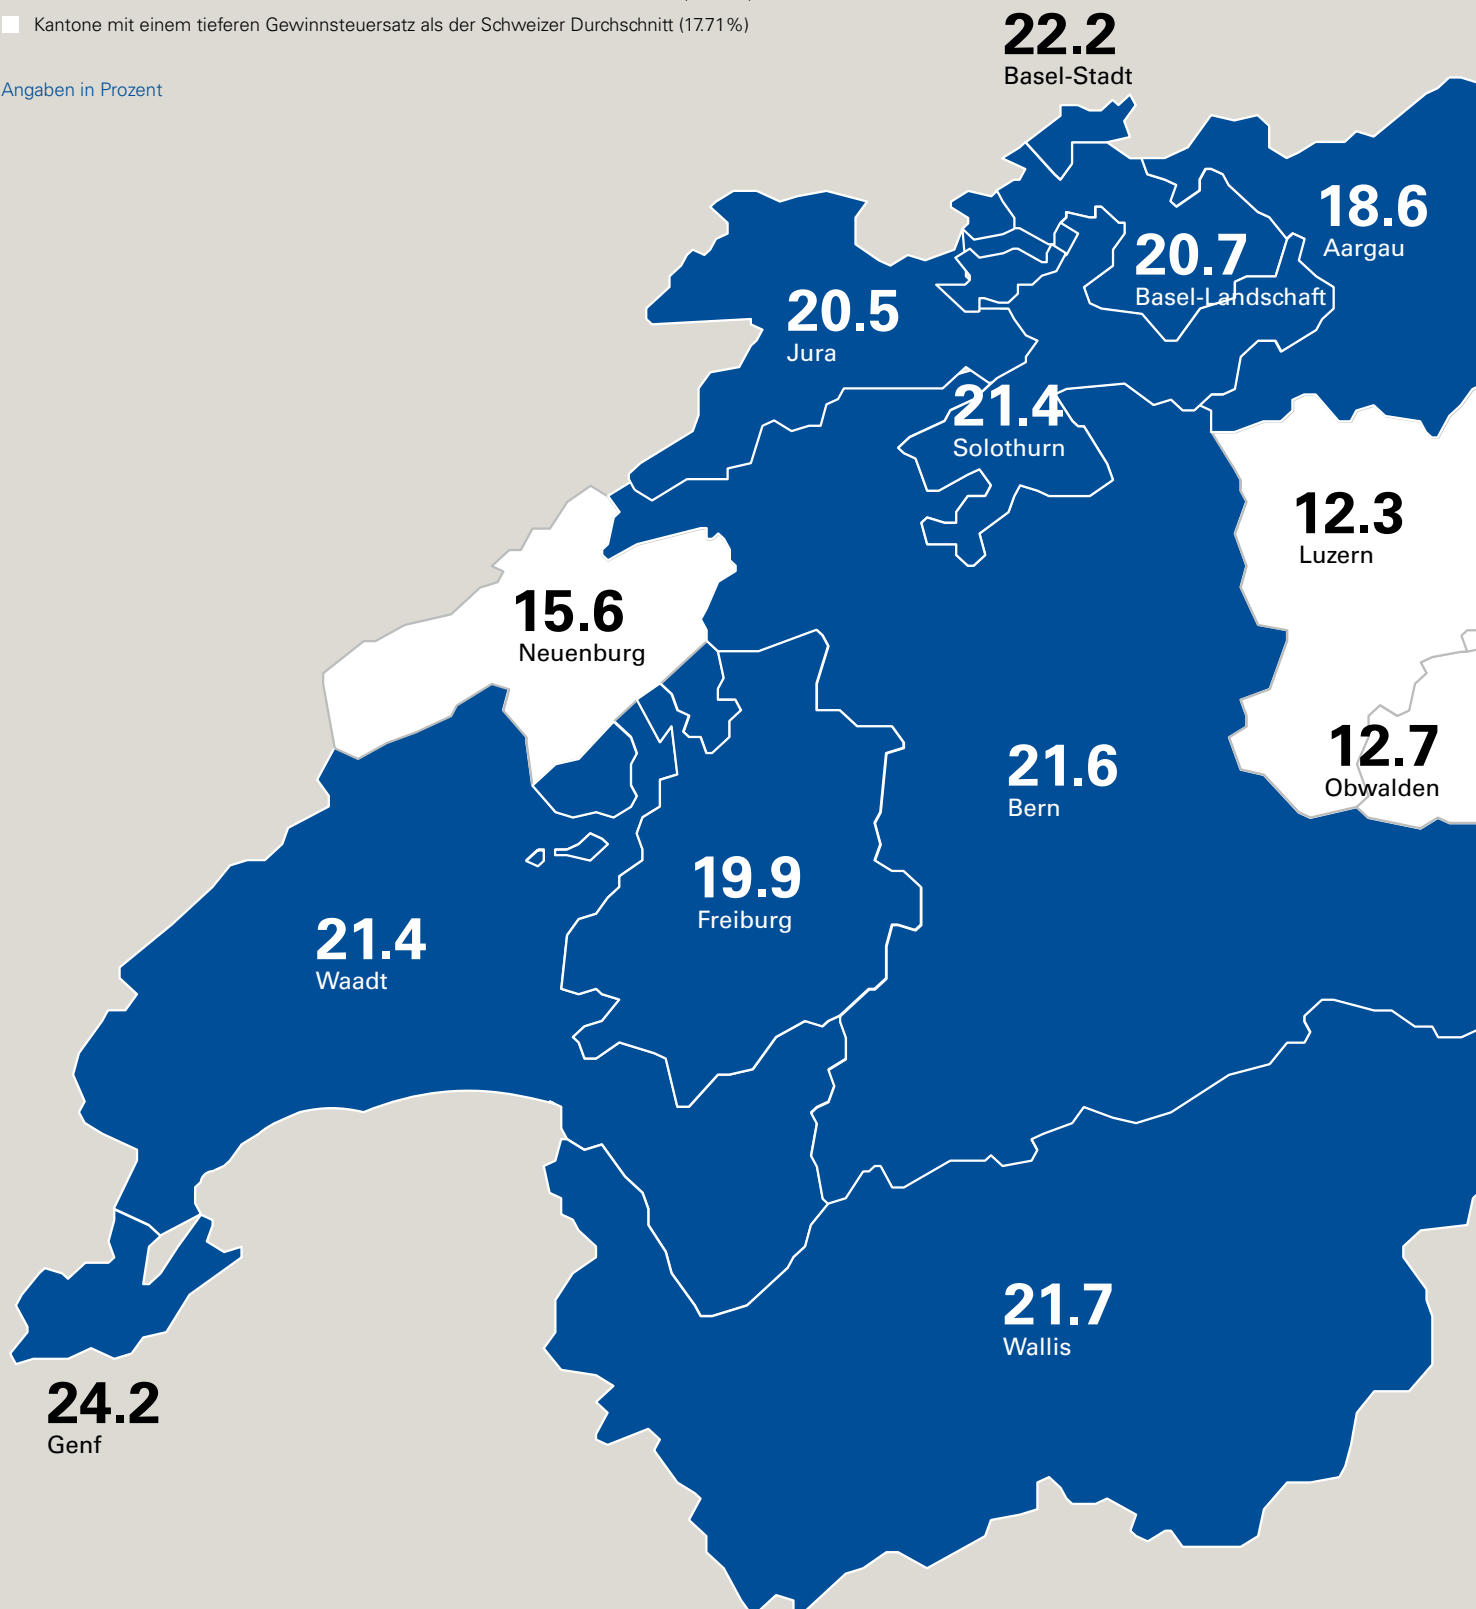 Kantone mit einem tieferen Gewinnsteuersatz als der Schweizer Durchschnitt (17.71%)
Angaben in Prozent
22.2
Basel-Stadt
18.6
Aargau
20.7
Basel-Landschaft
20.5
Jura
21.4
Solothurn
12.3
Luzern
15.6
Neuenburg
12.7
Obwalden
21.6
Bern
19.9
Freiburg
21.4
Waadt
21.7
Wallis
24.2
Genf